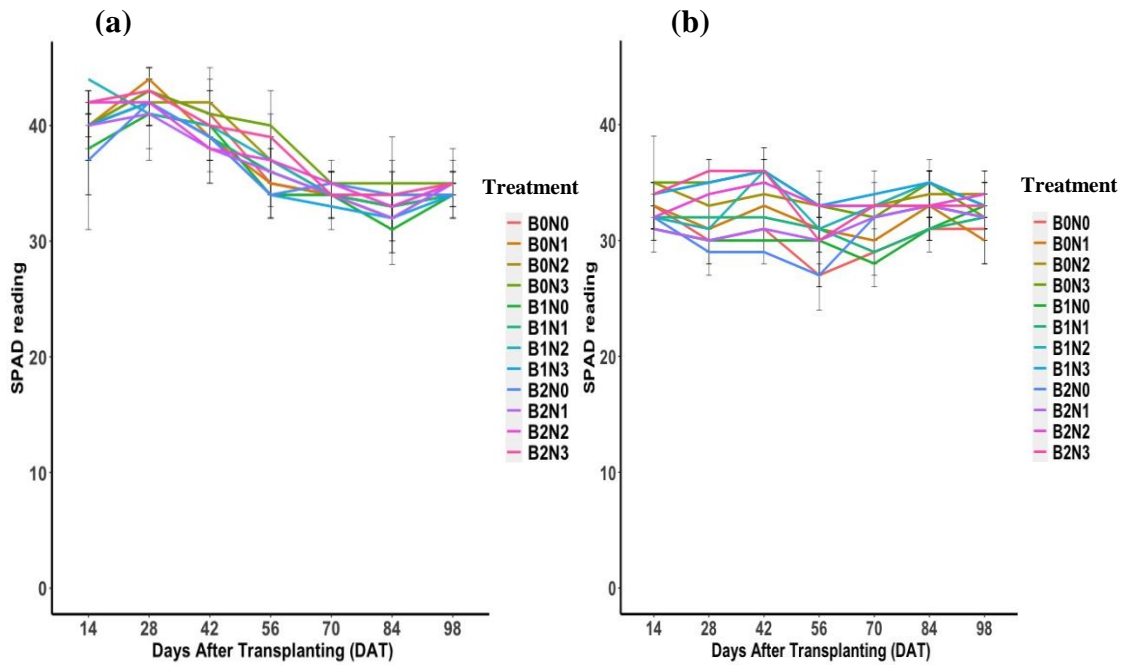 (a)
SPAD reading
40
30
20
10
0
14 28 42 56 70 84 98
Days After Transplanting (DAT)
Treatment
B0N0
B0N1
B0N2
B0N3
B1N0
B1N1
B1N2
B1N3
B2N0
B2N1
B2N2
B2N3
(b)
SPAD reading
40
30
20
10
0
14 28 42 56 70 84 98
Days After Transplanting (DAT)
Treatment
B0N0
B0N1
B0N2
B0N3
B1N0
B1N1
B1N2
B1N3
B2N0
B2N1
B2N2
B2N3